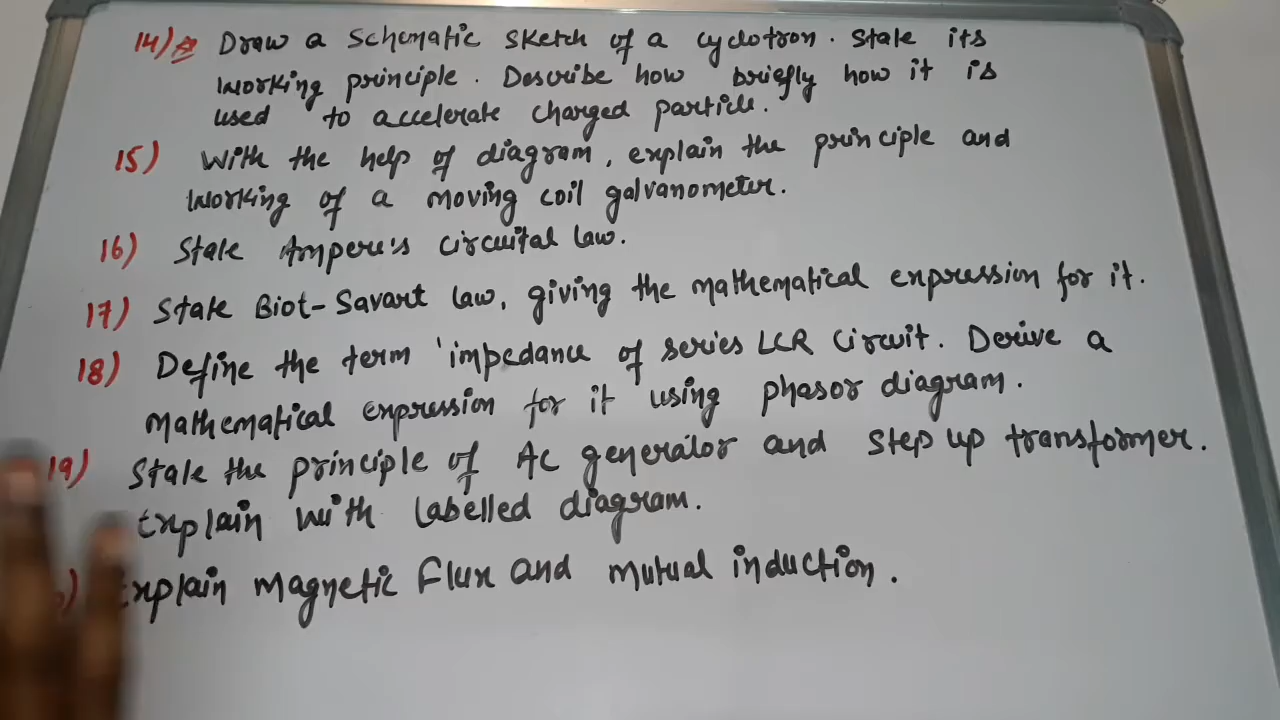 14) Draw a schematic sketch of a cyclotron. State its
working principle. Describe how briefly how it is
used to accelerate charged particle.
15) With the help of diagram, explain the principle and
working of a moving coil galvanometer.
16) State Ampere's circuital law.
17) State Biot-Savart law, giving the mathematical expression for it.
18) Define the term 'impedance of series LCR circuit. Derive a
mathematical expression for it using phasor diagram.
19) State the principle of AC generator and step up transformer.
Explain with labelled diagram.
) Explain magnetic flux and mutual induction.